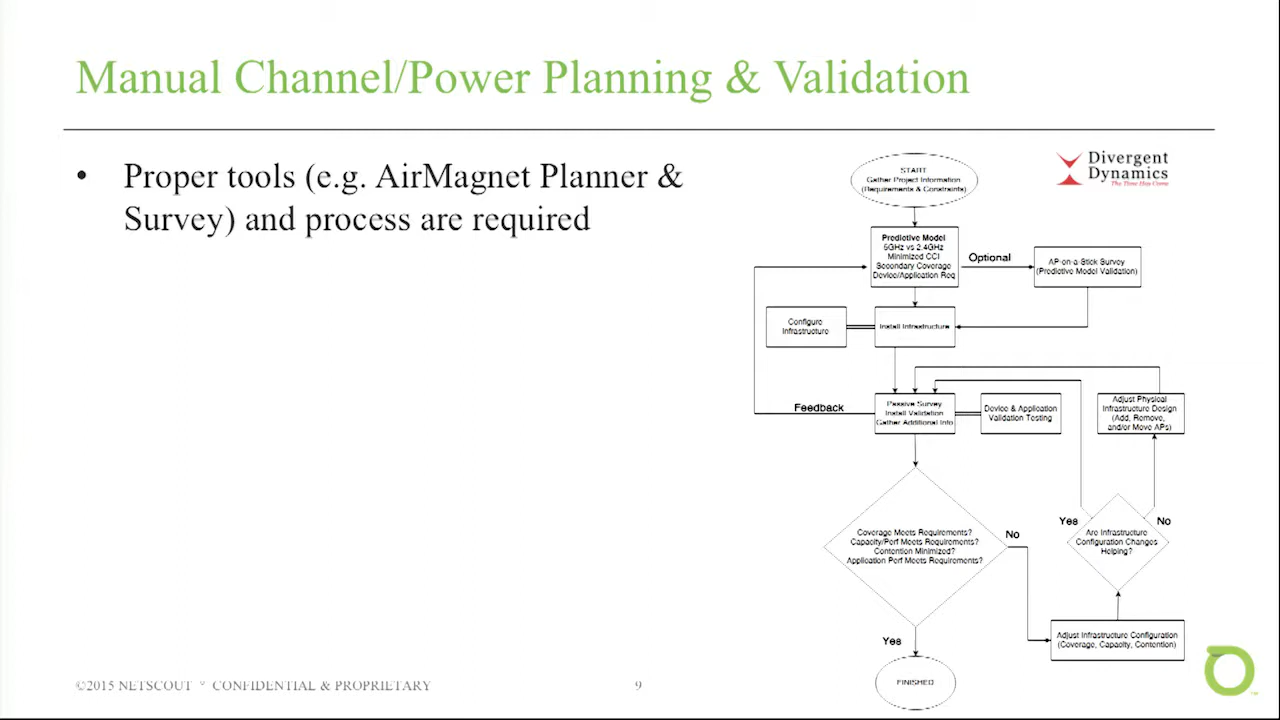 Manual Channel/Power Planning & Validation
• Proper tools (e.g. AirMagnet Planner &
Survey) and process are required
Divergent
Dynamics
The Time Has Come
START
Gather Project Information
(Requirements & Constraints)
Predictive Model
5GHz vs 2.4GHz
Minimized CCI
Secondary Coverage
Device/Application Req
Optional
AP-on-a-Stick Survey
(Predictive Model Validation)
Configure
Infrastructure
Install Infrastructure
Feedback
Passive Survey
Install Validation
Gather Additional Info
Device & Application
Validation Testing
Adjust Physical
Infrastructure Design
(Add, Remove,
and/or Move APs)
Coverage Meets Requirements?
Capacity/Perf Meets Requirements?
Contention Minimized?
Application Perf Meets Requirements?
No
Yes
No
Are Infrastructure
Configuration Changes
Helping?
Adjust Infrastructure Configuration
(Coverage, Capacity, Contention)
Yes
FINISHED
©2015 NETSCOUT ° CONFIDENTIAL & PROPRIETARY
9